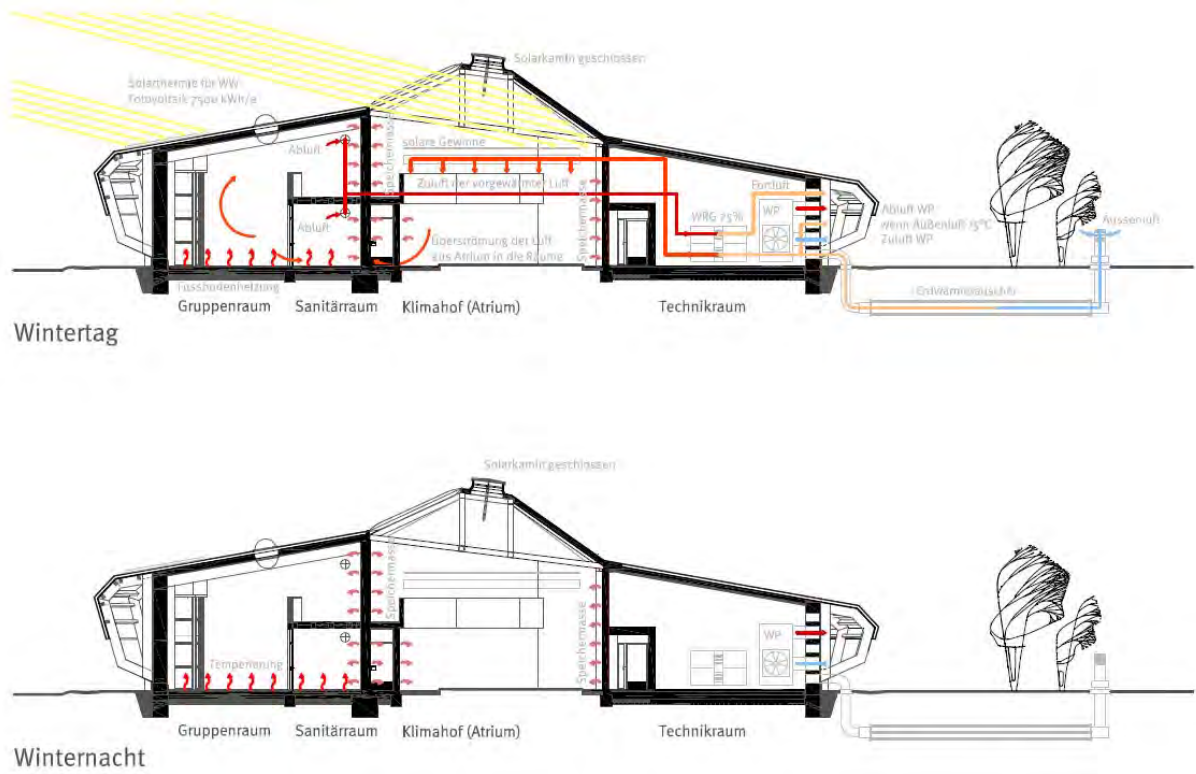 Solarkamin geschlossen
Solarthermie für WW
Fotovoltaik 7500 kWh/a
Abluft
Speichermasse
solare Gewinne
Zuluft der vorgewärmter Luft
Speichermasse
Fortluft
WRG 75%
WP
Abluft WP
wenn Außenluft
Zuluft WP
Aussenluft
Abluft
Überströmung der Luft
aus Atrium in die Räume
Erdwärmetauscher
Fussbodenheizung
Gruppenraum
Sanitärraum
Klimahof (Atrium)
Technikraum
Wintertag
Solarkamin geschlossen
Speichermasse
Speichermasse
WP
Temperierung
Gruppenraum
Sanitärraum
Klimahof (Atrium)
Technikraum
Winternacht